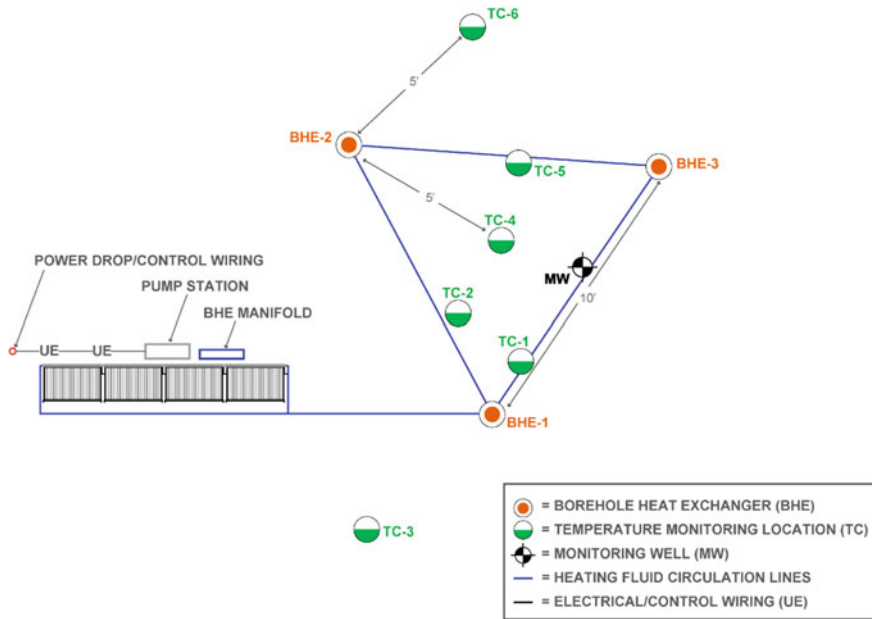 TC-6
5'
BHE-2
BHE-3
TC-5
5'
TC-4
POWER DROP/CONTROL WIRING
MW
PUMP STATION
10'
TC-2
BHE MANIFOLD
UE UE
TC-1
BHE-1
TC-3
= BOREHOLE HEAT EXCHANGER (BHE)
= TEMPERATURE MONITORING LOCATION (TC)
= MONITORING WELL (MW)
= HEATING FLUID CIRCULATION LINES
= ELECTRICAL/CONTROL WIRING (UE)